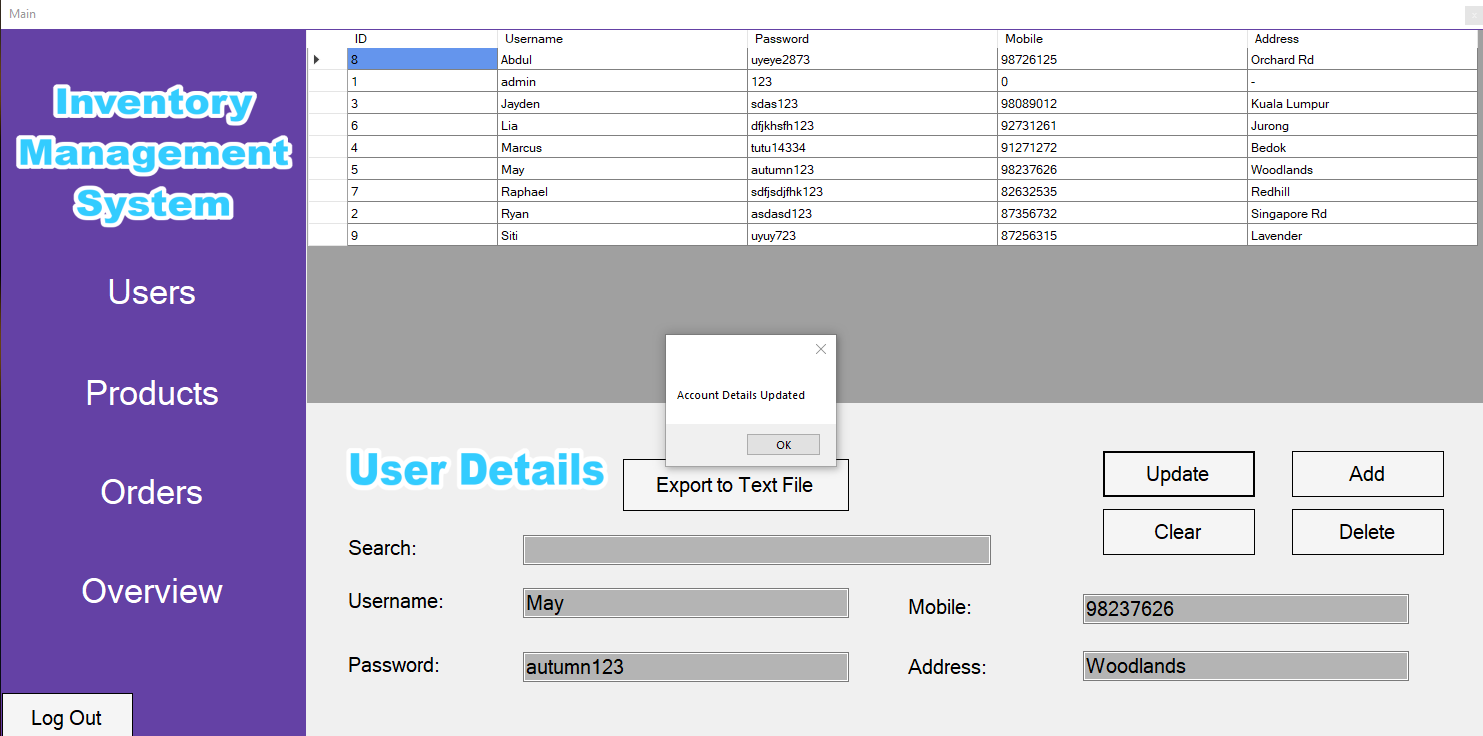 Main
Inventory
Management
System
Users
Products
Orders
Overview
Log Out
ID Username Password Mobile Address
8 Abdul uyeye2873 98726125 Orchard Rd
1 admin 123 0 -
3 Jayden sdas123 98089012 Kuala Lumpur
6 Lia dfjkhsfh123 92731261 Jurong
4 Marcus tutu14334 91271272 Bedok
5 May autumn123 98237626 Woodlands
7 Raphael sdfjsdjfhk123 82632535 Redhill
2 Ryan asdasd123 87356732 Singapore Rd
9 Siti uyuy723 87256315 Lavender
Account Details Updated
OK
User Details
Export to Text File
Update Add
Clear Delete
Search:
Username: May
Mobile: 98237626
Password: autumn123
Address: Woodlands